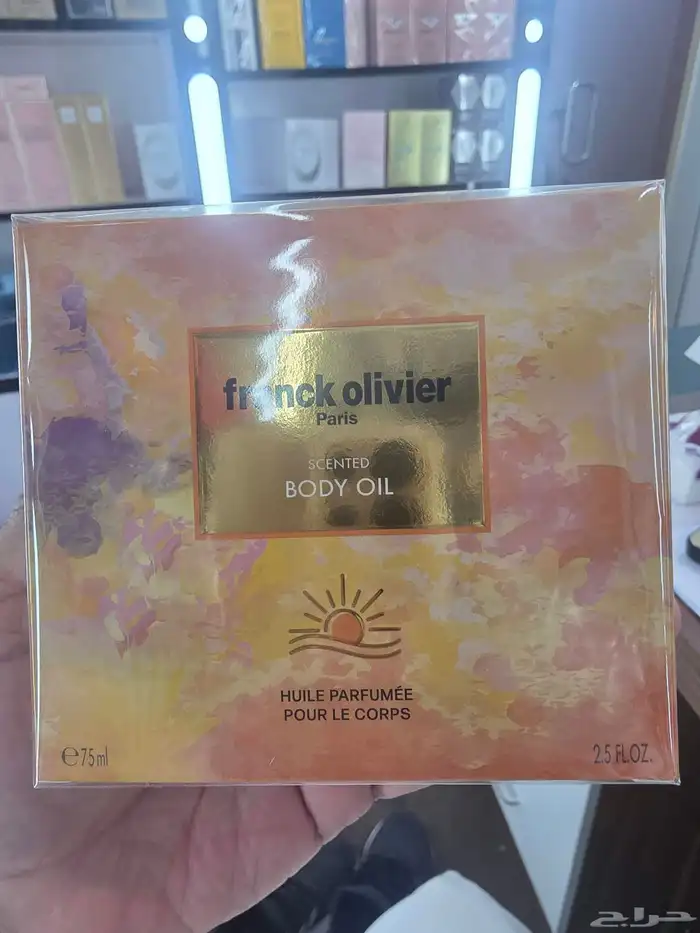 franck olivier
Paris
SCENTED
BODY OIL
HUILE PARFUMÉE
POUR LE CORPS
℮75ml
2.5 FL.OZ.
حراج